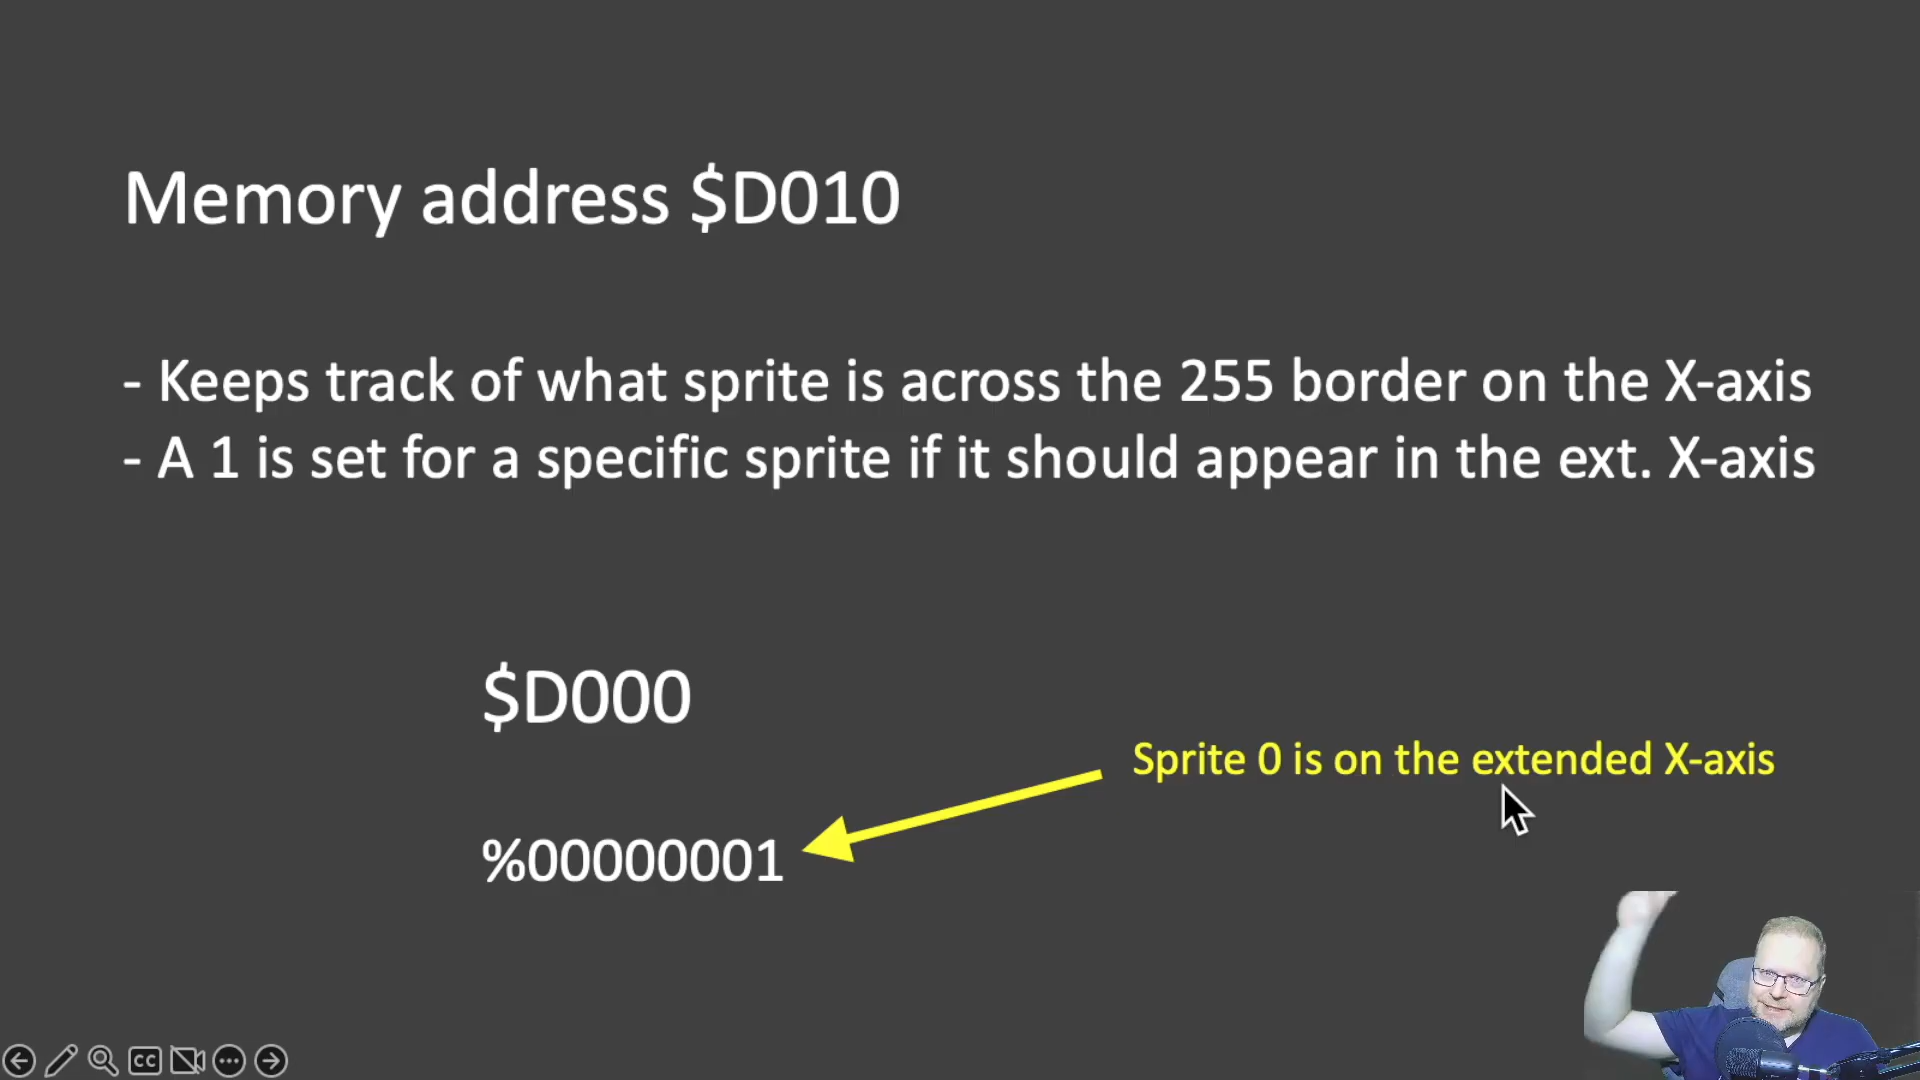 Memory address $D010
- Keeps track of what sprite is across the 255 border on the X-axis
- A 1 is set for a specific sprite if it should appear in the ext. X-axis
$D000
Sprite 0 is on the extended X-axis
%00000001
CC